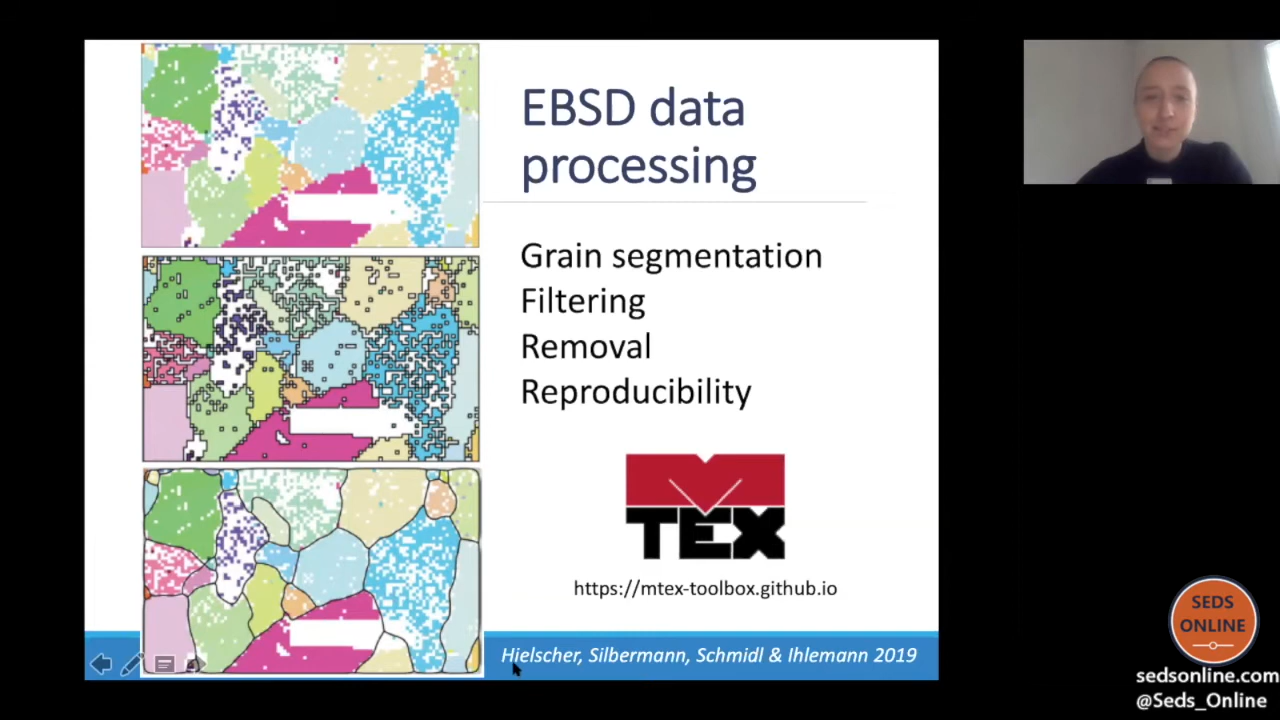 EBSD data
processing
Grain segmentation
Filtering
Removal
Reproducibility
MTEX
https://mtex-toolbox.github.io
Hielscher, Silbermann, Schmidl & Ihlemann 2019
SEDS
ONLINE
sedsonline.com
@Seds_Online